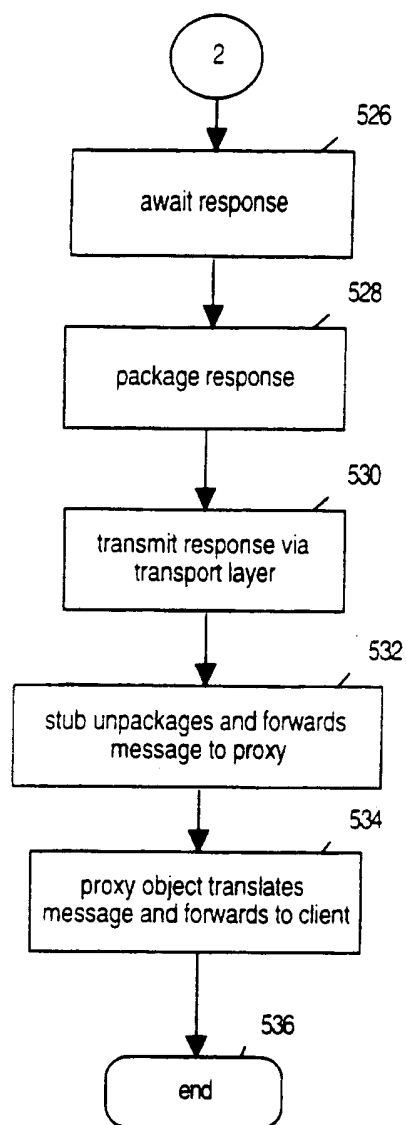 2
526
await response
528
package response
530
transmit response via
transport layer
532
stub unpackages and forwards
message to proxy
534
proxy object translates
message and forwards to client
536
end